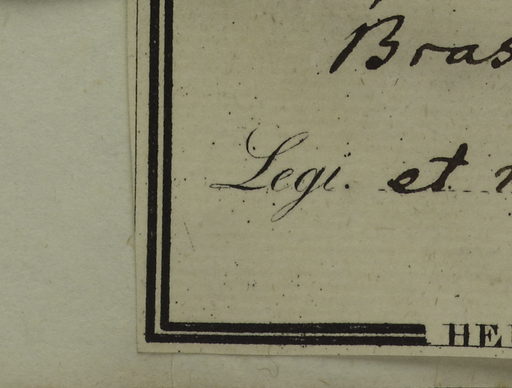 Bras
Legi. et
HE